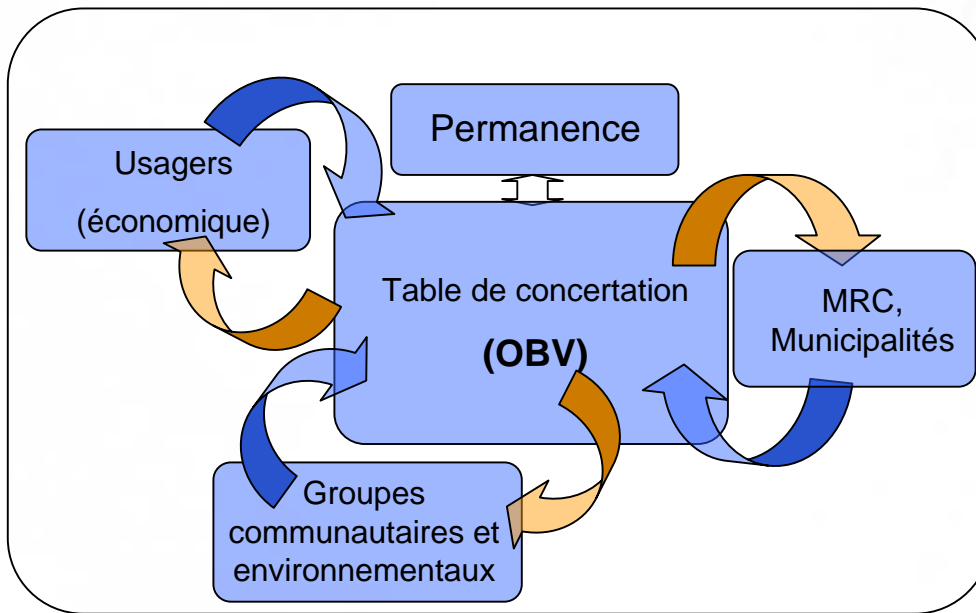 Permanence
Usagers
(économique)
Table de concertation
(OBV)
MRC,
Municipalités
Groupes
communautaires et
environnementaux